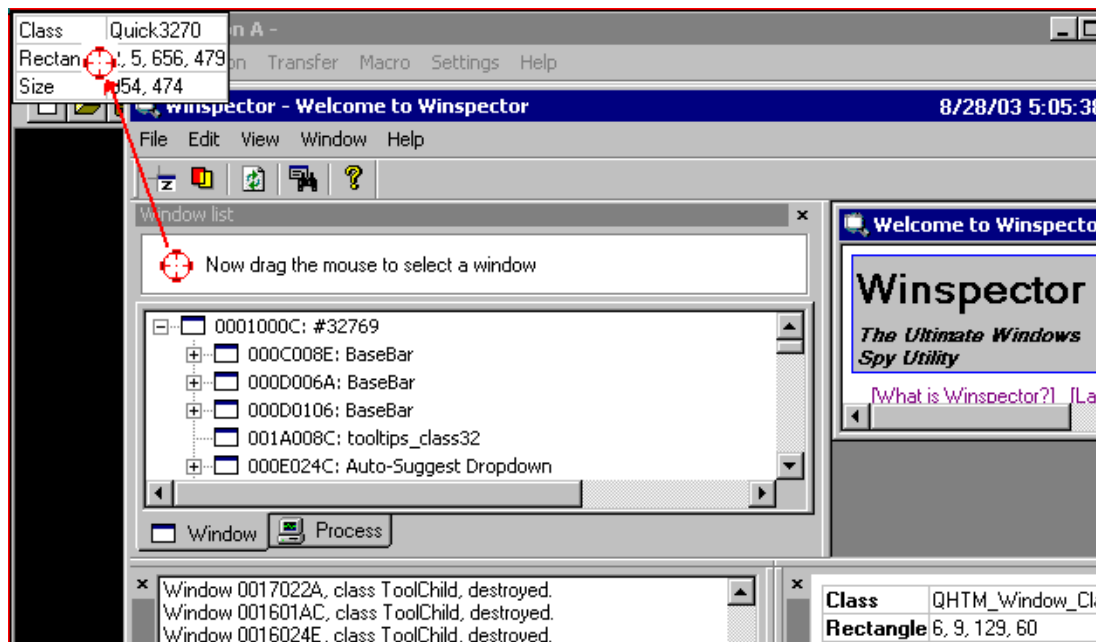 Class Quick3270
Rectan , 5, 656, 479
Size 54, 474
n A -
on Transfer Macro Settings Help
Winspector - Welcome to Winspector 8/28/03 5:05:38
File Edit View Window Help
Window list
Now drag the mouse to select a window
0001000C: #32769
000C008E: BaseBar
000D006A: BaseBar
000D0106: BaseBar
001A008C: tooltips_class32
000E024C: Auto-Suggest Dropdown
Window Process
Welcome to Winspecto
Winspector
The Ultimate Windows
Spy Utility
[What is Winspector?] [La
Window 0017022A, class ToolChild, destroyed.
Window 001601AC, class ToolChild, destroyed.
Window 0016024E, class ToolChild, destroyed.
Class QHTM_Window_Cla
Rectangle 6, 9, 129, 60